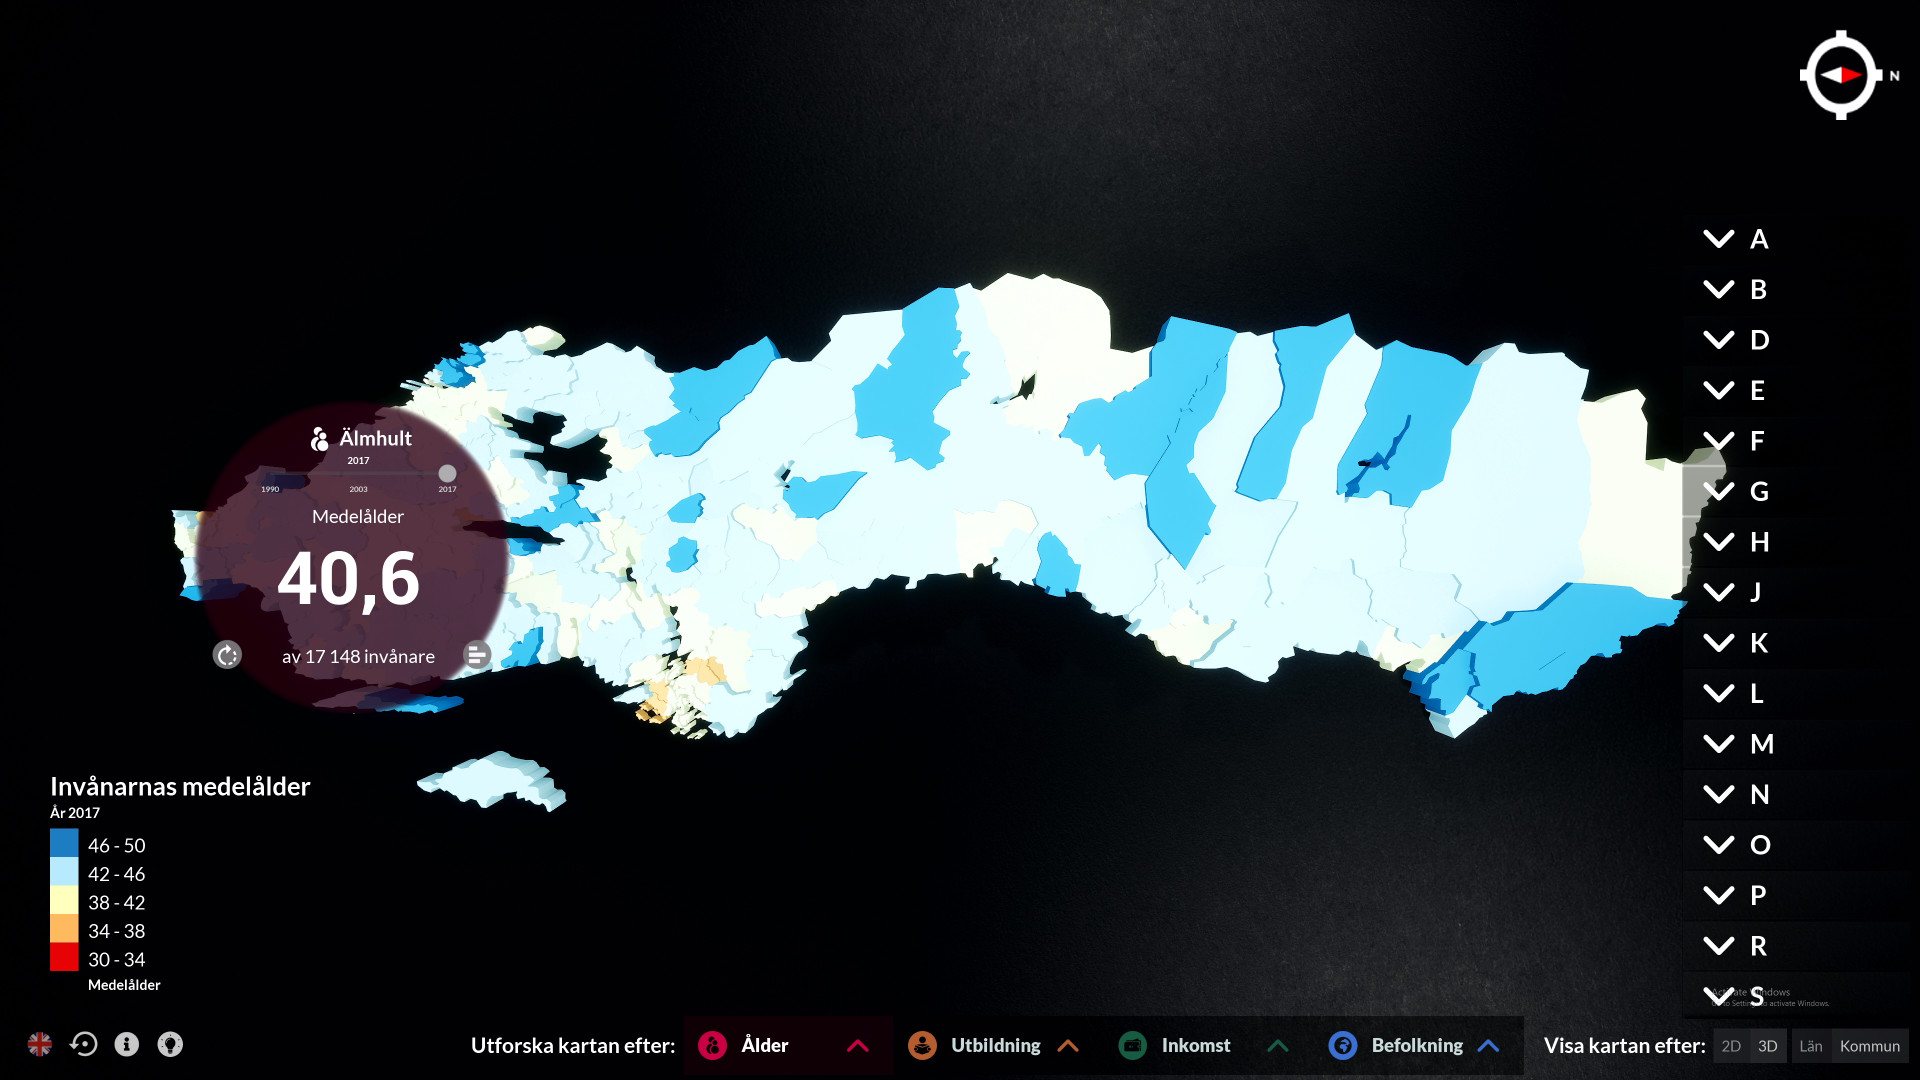 N
Älmhult
2017
1990
2003
2017
Medelålder
40,6
av 17 148 invånare
A
B
D
E
F
G
H
J
K
L
M
N
O
P
R
S
Invånarnas medelålder
År 2017
46 - 50
42 - 46
38 - 42
34 - 38
30 - 34
Medelålder
Activate Windows
Go to Settings to activate Windows.
Utforska kartan efter:
Ålder
Utbildning
Inkomst
Befolkning
Visa kartan efter:
2D
3D
Län
Kommun